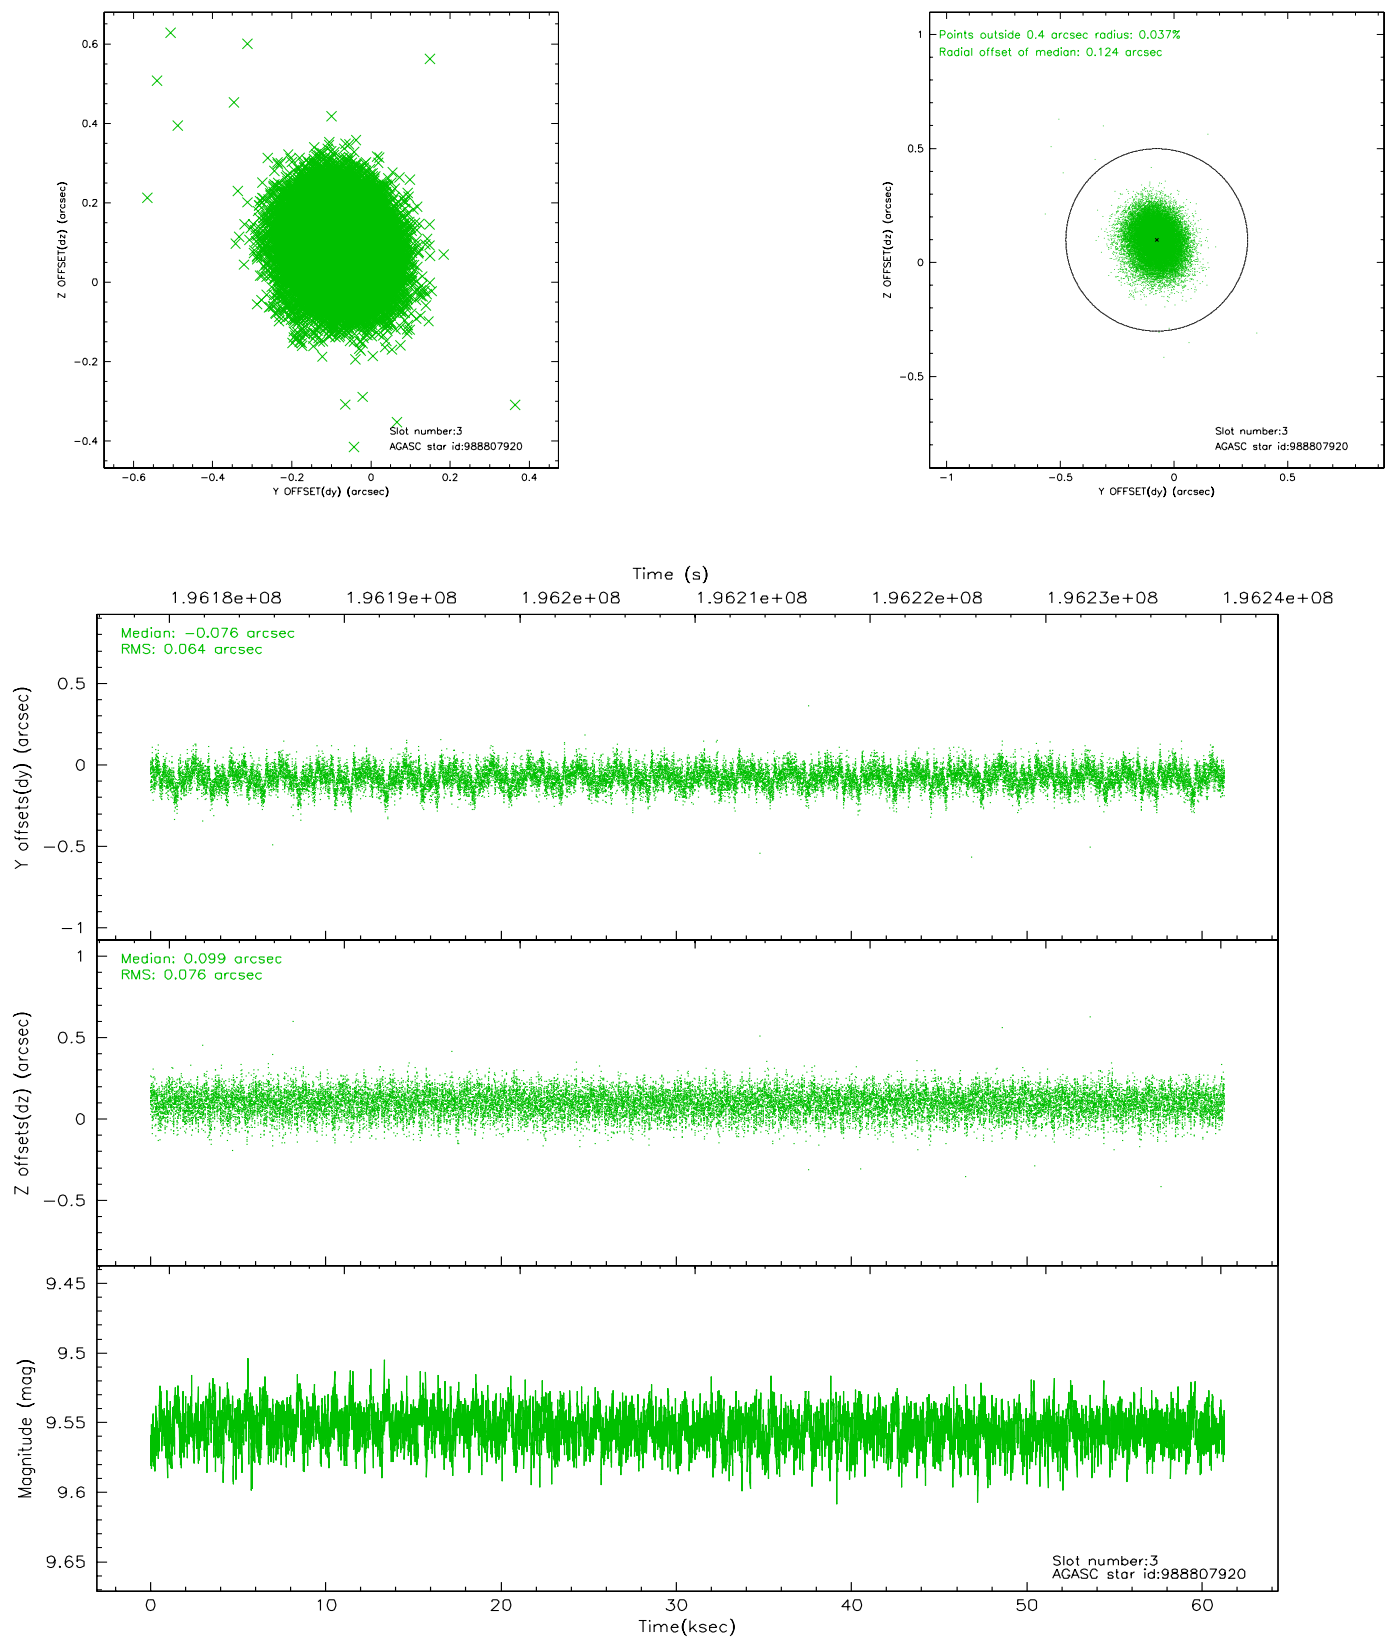 0.6
0.4
0.2
0
−0.2
−0.4
Z OFFSET(dz) (arcsec)
Slot number:3
AGASC star id:988807920
−0.6 −0.4 −0.2 0 0.2 0.4
Y OFFSET(dy) (arcsec)
1
0.5
0
−0.5
Z OFFSET(dz) (arcsec)
Points outside 0.4 arcsec radius: 0.037%
Radial offset of median: 0.124 arcsec
Slot number:3
AGASC star id:988807920
−1 −0.5 0 0.5
Y OFFSET(dy) (arcsec)
Time (s)
1.9618e+08 1.9619e+08 1.962e+08 1.9621e+08 1.9622e+08 1.9623e+08 1.9624e+08
Median: −0.076 arcsec
RMS: 0.064 arcsec
0.5
0
−0.5
−1
Y offsets(dy) (arcsec)
Median: 0.099 arcsec
RMS: 0.076 arcsec
1
0.5
0
−0.5
Z offsets(dz) (arcsec)
9.45
9.5
9.55
9.6
9.65
Magnitude (mag)
Slot number:3
AGASC star id:988807920
0 10 20 30 40 50 60
Time(ksec)